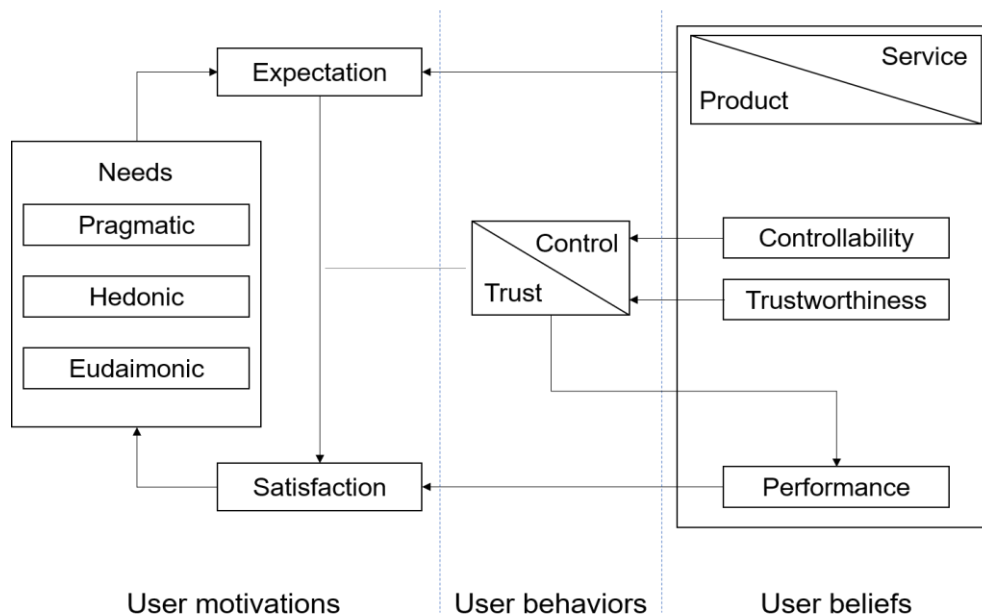 Expectation
Service
Product
Needs
Pragmatic
Hedonic
Eudaimonic
Control
Trust
Controllability
Trustworthiness
Satisfaction
Performance
User motivations
User behaviors
User beliefs